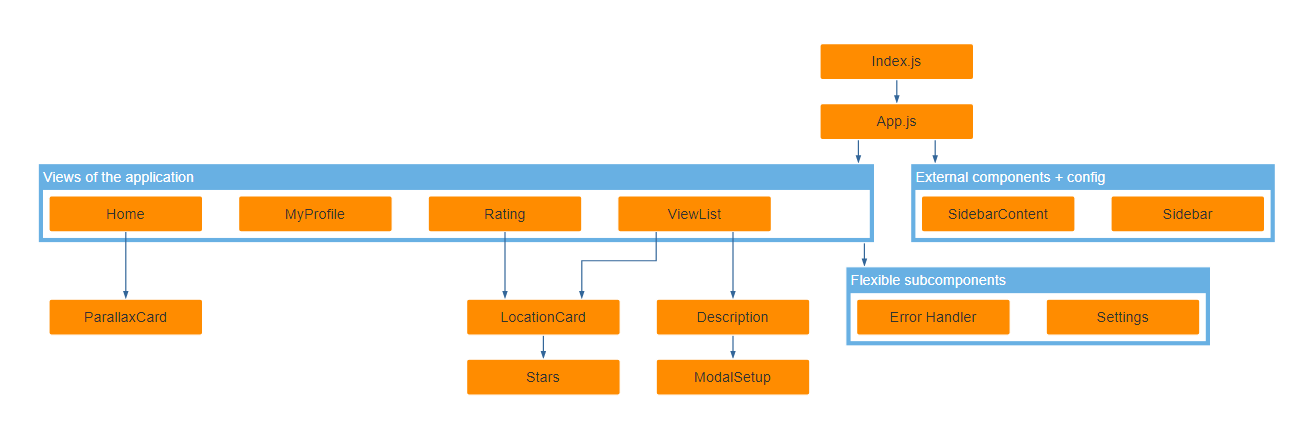 Index.js
App.js
Views of the application
External components + config
Home
MyProfile
Rating
ViewList
SidebarContent
Sidebar
Flexible subcomponents
ParallaxCard
LocationCard
Description
Error Handler
Settings
Stars
ModalSetup